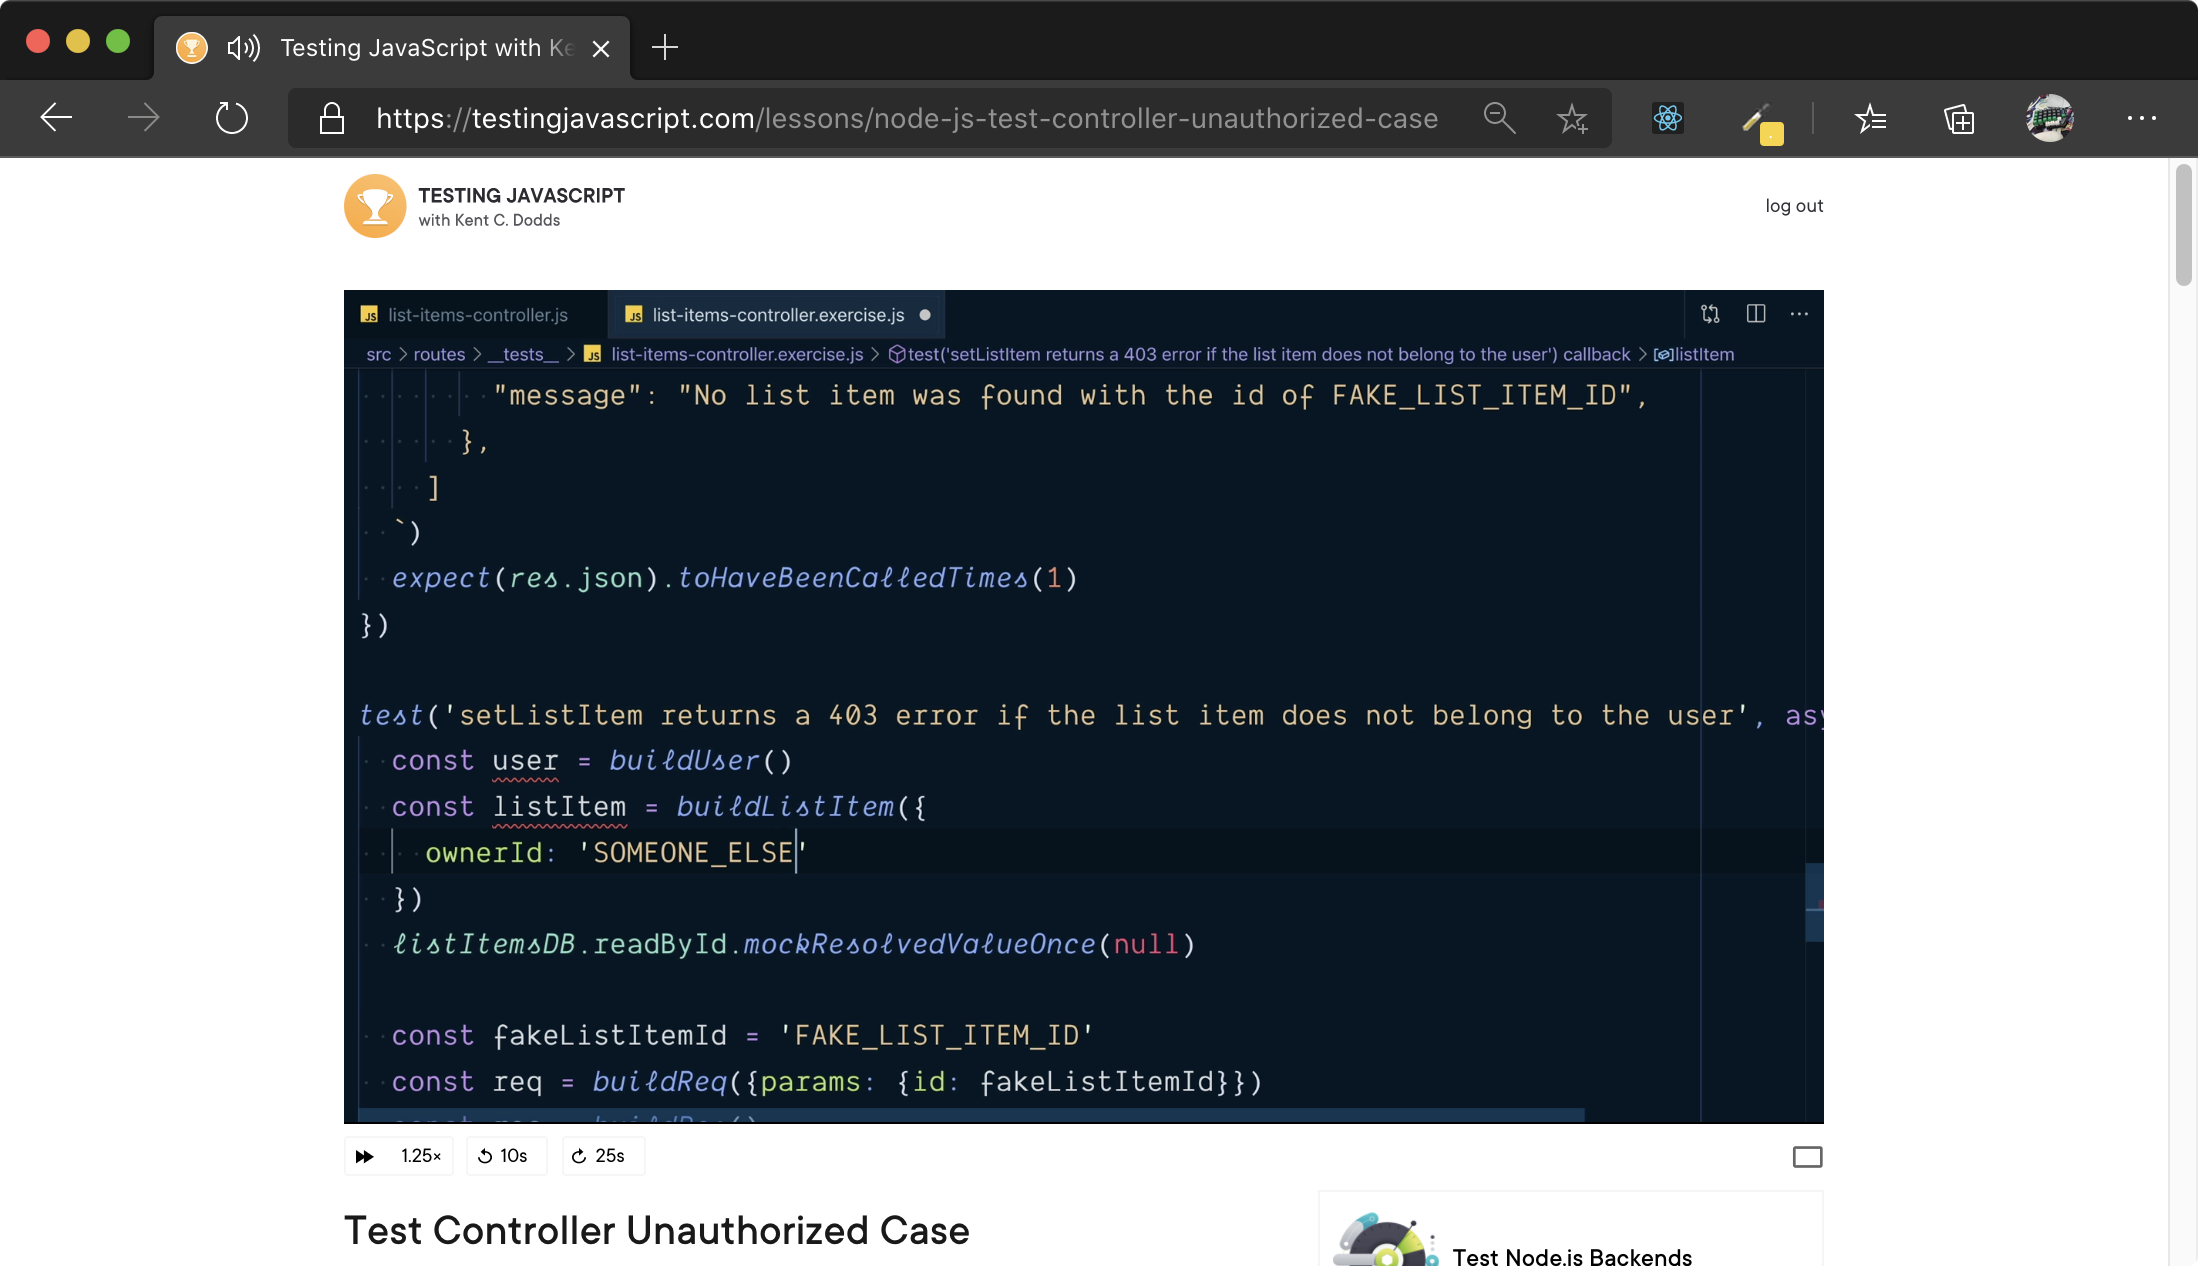 Testing JavaScript with Ke
https://testingjavascript.com/lessons/node-js-test-controller-unauthorized-case
TESTING JAVASCRIPT
with Kent C. Dodds
log out
JS list-items-controller.js
JS list-items-controller.exercise.js
src > routes > __tests__ > JS list-items-controller.exercise.js > test('setListItem returns a 403 error if the list item does not belong to the user') callback > listItem
"message": "No list item was found with the id of FAKE_LIST_ITEM_ID",
},
]
`)
expect(res.json).toHaveBeenCalledTimes(1)
})
test('setListItem returns a 403 error if the list item does not belong to the user', asy
const user = buildUser()
const listItem = buildListItem({
ownerId: 'SOMEONE_ELSE'
})
listItemsDB.readById.mockResolvedValueOnce(null)
const fakeListItemId = 'FAKE_LIST_ITEM_ID'
const req = buildReq({params: {id: fakeListItemId}})
1.25×
10s
25s
Test Controller Unauthorized Case
Test Node.js Backends